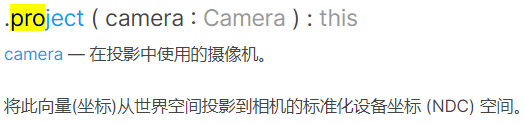 .project ( camera : Camera ) : this
camera — 在投影中使用的摄像机。
将此向量(坐标)从世界空间投影到相机的标准化设备坐标 (NDC) 空间。